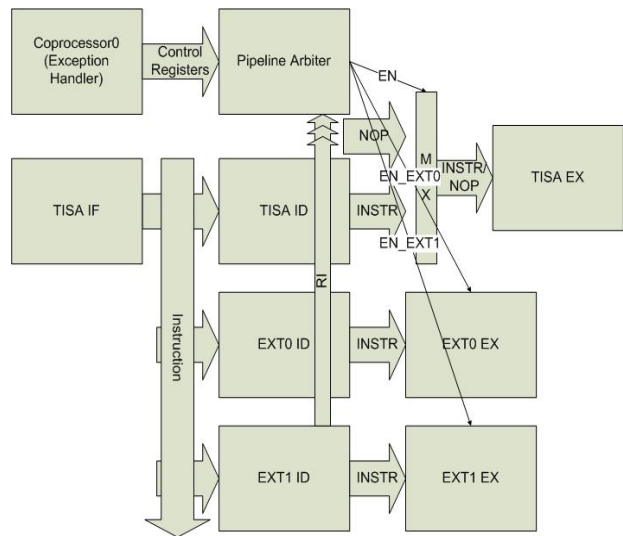 Coprocessor0
(Exception
Handler)
Control
Registers
Pipeline Arbiter
EN
NOP
M
X
INSTR/
NOP
TISA EX
EN_EXT0
TISA IF
TISA ID
INSTR
EN_EXT1
RI
Instruction
EXT0 ID
INSTR
EXT0 EX
EXT1 ID
INSTR
EXT1 EX